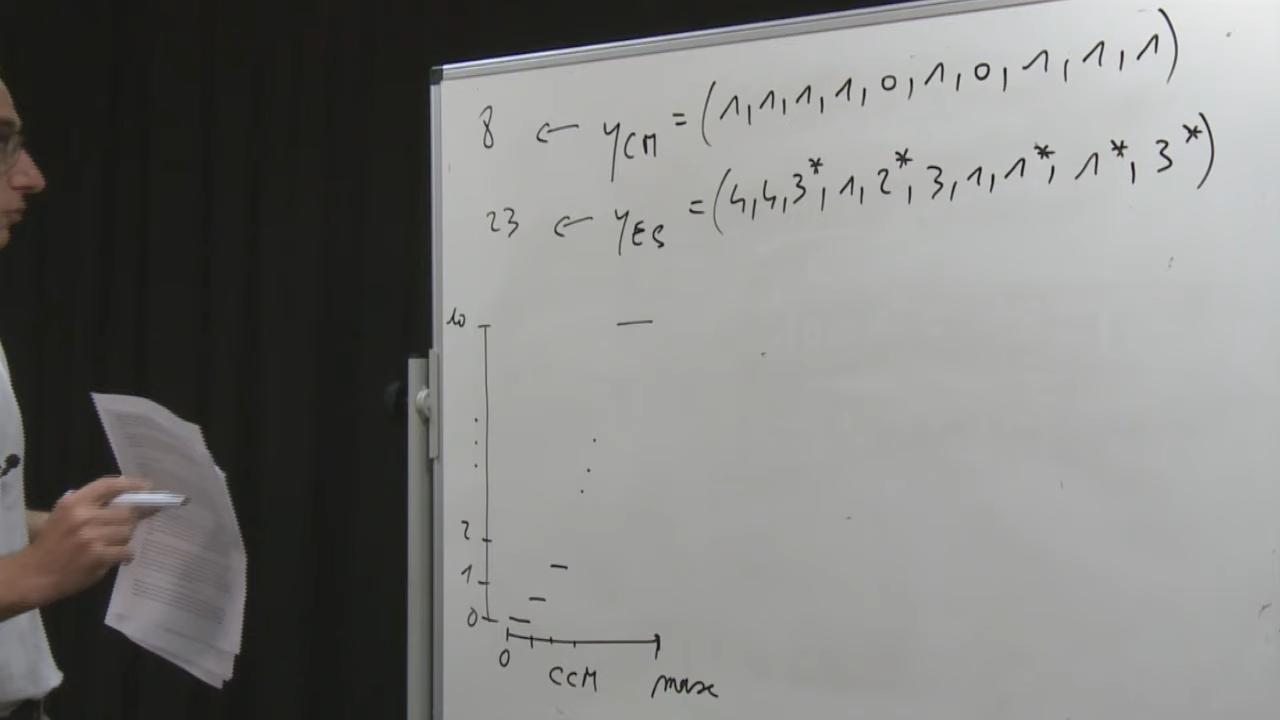 8 ← yCM = (1,1,1,1,0,1,0,1,1,1)
23 ← yES = (4,4,3*,1,2*,3,1,1*,1*,3*)
10
2
1
0
0
CCM max